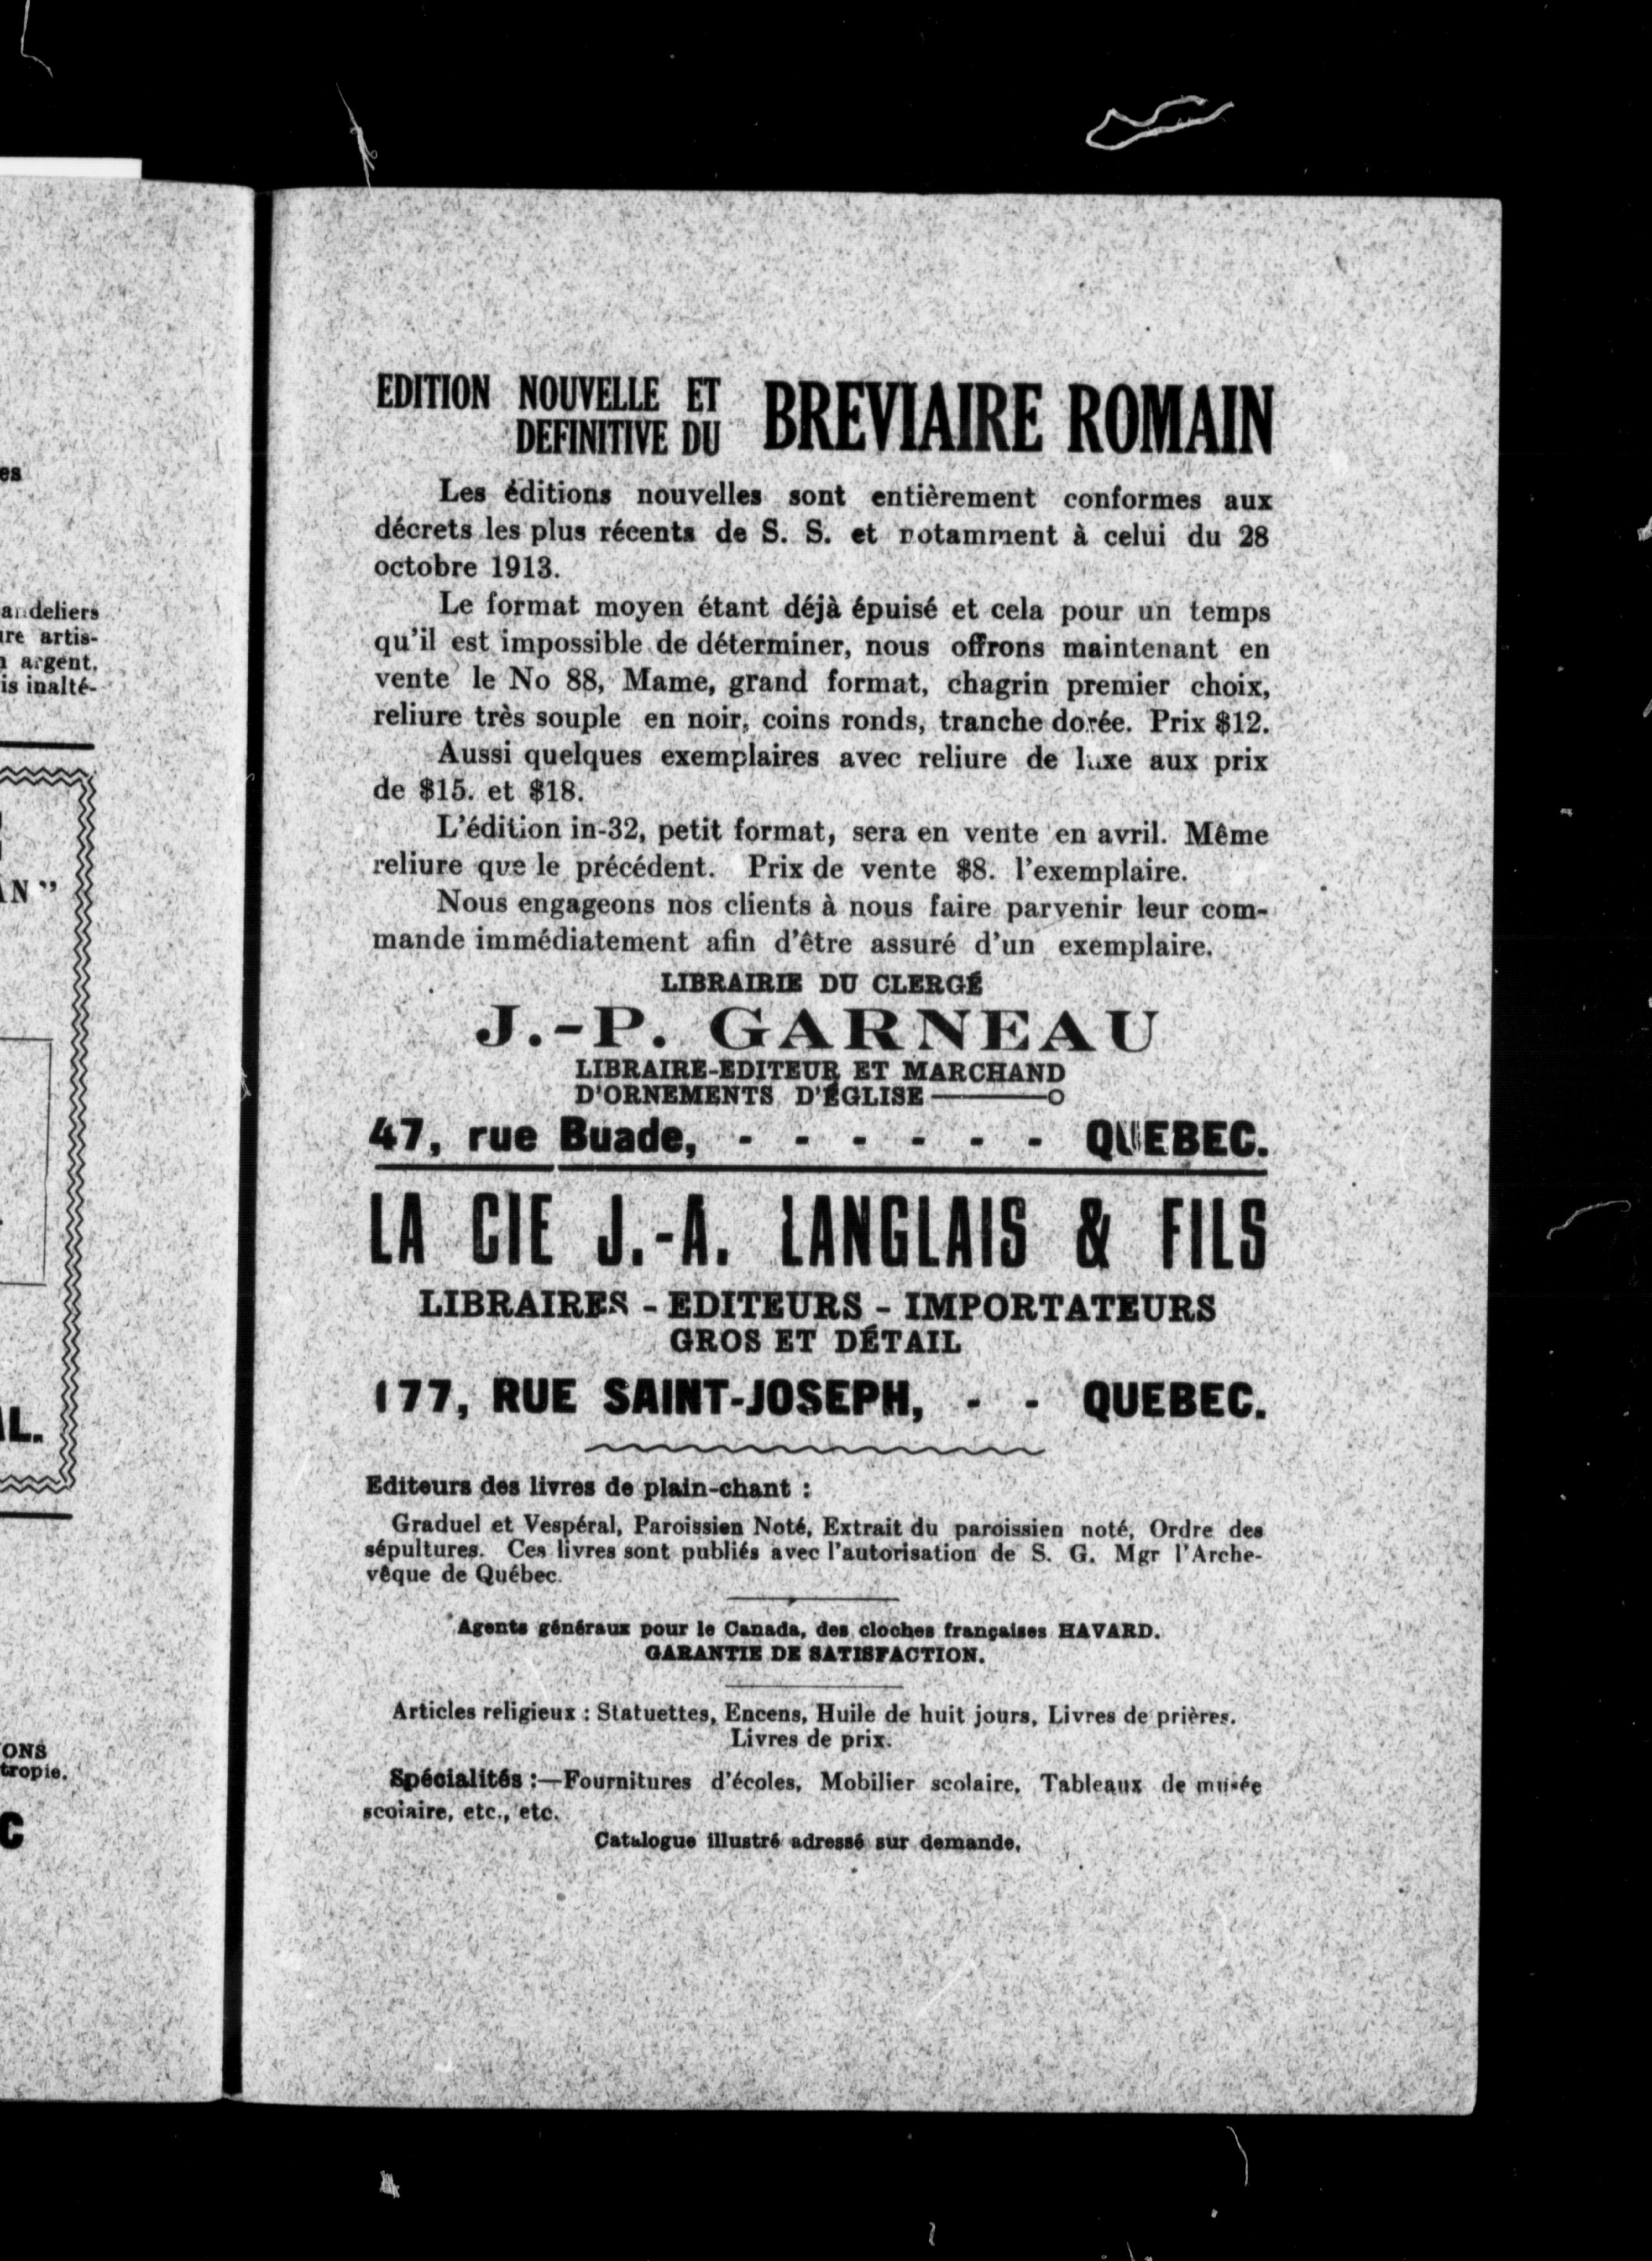 EDITION NOUVELLE ET
DEFINITIVE DU
BREVIAIRE ROMAIN
Les éditions nouvelles sont entièrement conformes aux
décrets les plus récents de S. S. et notamment à celui du 28
octobre 1913.
Le format moyen étant déjà épuisé et cela pour un temps
qu'il est impossible de déterminer, nous offrons maintenant en
vente le No 88, Mame, grand format, chagrin premier choix,
reliure très souple en noir, coins ronds, tranche dorée. Prix $12.
Aussi quelques exemplaires avec reliure de luxe aux prix
de $15. et $18.
L'édition in-32, petit format, sera en vente en avril. Même
reliure que le précédent. Prix de vente $8. l'exemplaire.
Nous engageons nos clients à nous faire parvenir leur com-
mande immédiatement afin d'être assuré d'un exemplaire.
LIBRAIRIE DU CLERGÉ
J.-P. GARNEAU
LIBRAIRE-EDITEUR ET MARCHAND
D'ORNEMENTS D'ÉGLISE
47, rue Buade, - - - - - - QUEBEC.
LA CIE J.-A. LANGLAIS & FILS
LIBRAIRES - EDITEURS - IMPORTATEURS
GROS ET DÉTAIL
177, RUE SAINT-JOSEPH, - - QUEBEC.
Editeurs des livres de plain-chant :
Graduel et Vespéral, Paroissien Noté, Extrait du paroissien noté, Ordre des
sépultures. Ces livres sont publiés avec l'autorisation de S. G. Mgr l'Arche-
vêque de Québec.
Agents généraux pour le Canada, des cloches françaises HAVARD.
GARANTIE DE SATISFACTION.
Articles religieux : Statuettes, Encens, Huile de huit jours, Livres de prières.
Livres de prix.
Spécialités :—Fournitures d'écoles, Mobilier scolaire, Tableaux de musée
scolaire, etc., etc.
Catalogue illustré adressé sur demande.